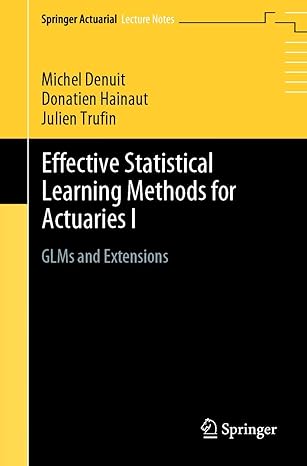 Springer Actuarial Lecture Notes
Michel Denuit
Donatien Hainaut
Julien Trufin
Effective Statistical
Learning Methods for
Actuaries I
GLMs and Extensions
Springer